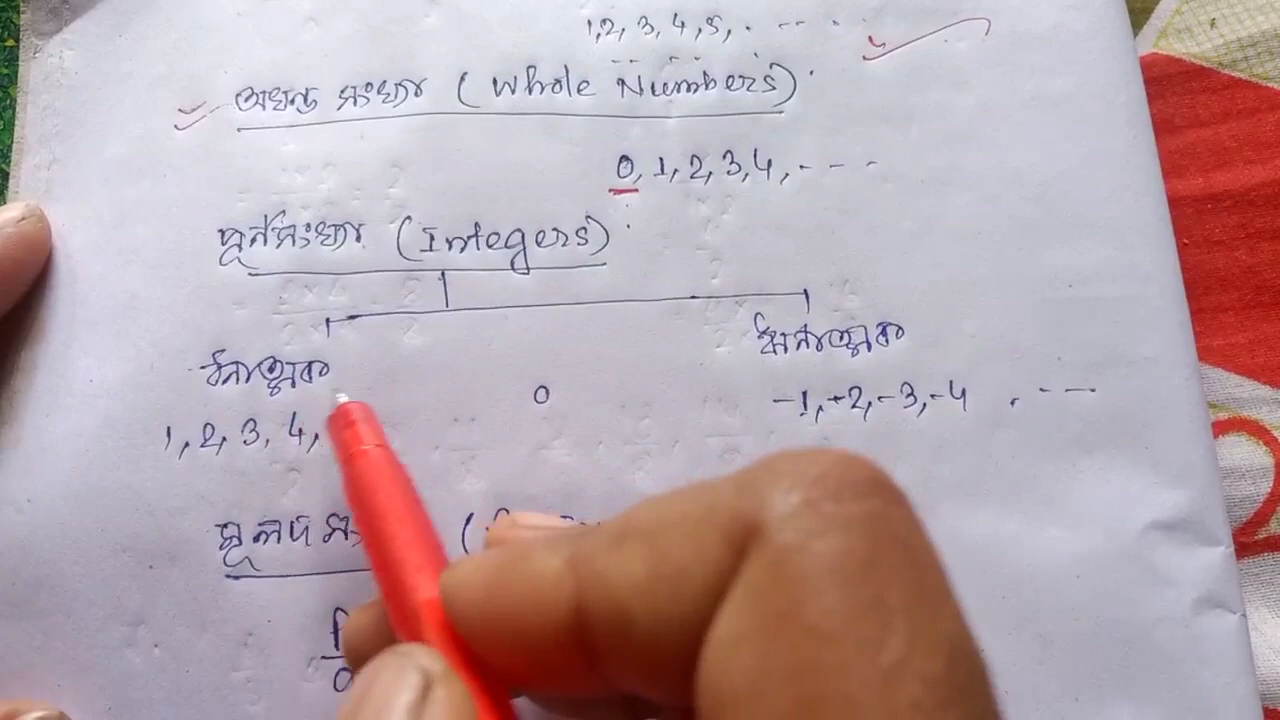 1, 2, 3, 4, 5, . -- - .
ଅଖଣ୍ଡ ସଂଖ୍ୟା (Whole Numbers)
0, 1, 2, 3, 4, - - -
ପୂର୍ଣ୍ଣସଂଖ୍ୟା (Integers)
ଧନାତ୍ମକ ଋଣାତ୍ମକ
1, 2, 3, 4, 0 -1, -2, -3, -4 , - --